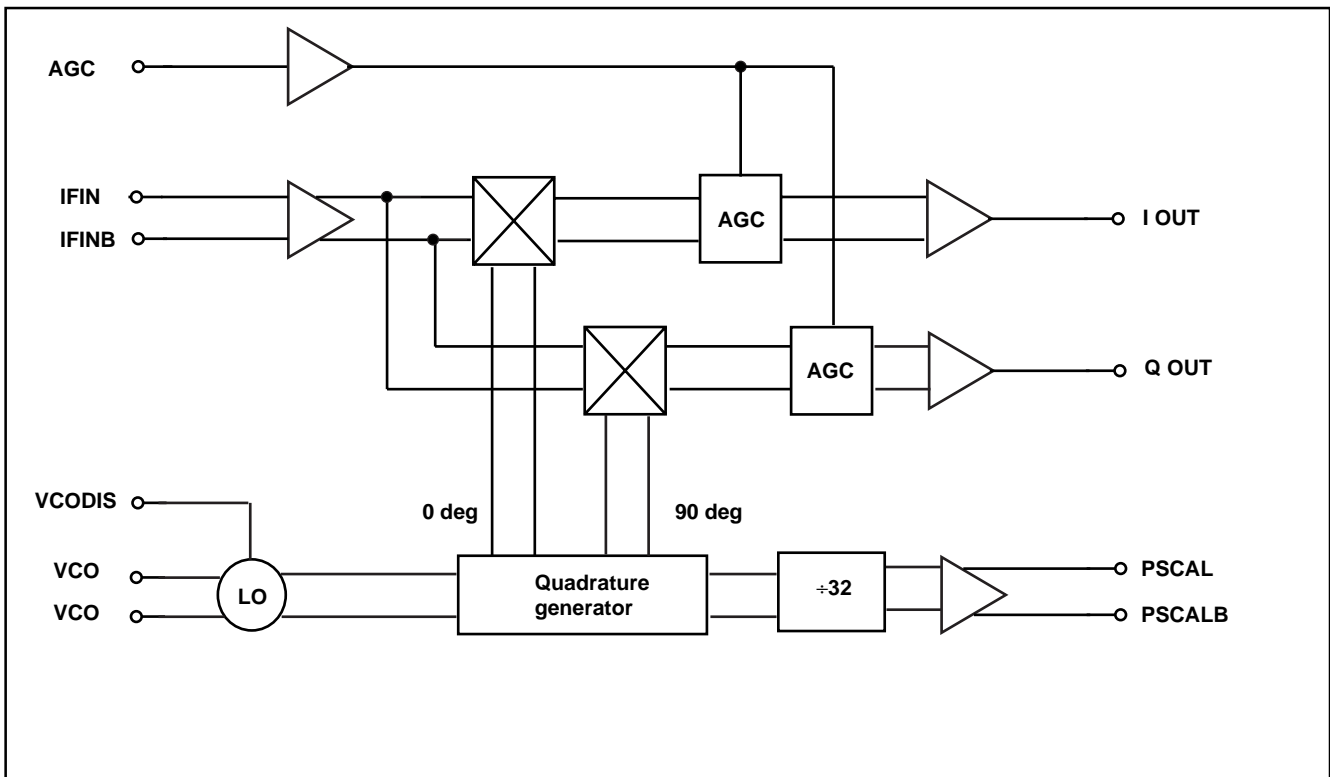 AGC
IFIN
IFINB
AGC
I OUT
AGC
Q OUT
VCODIS
0 deg
90 deg
VCO
VCO
LO
Quadrature
generator
÷32
PSCAL
PSCALB